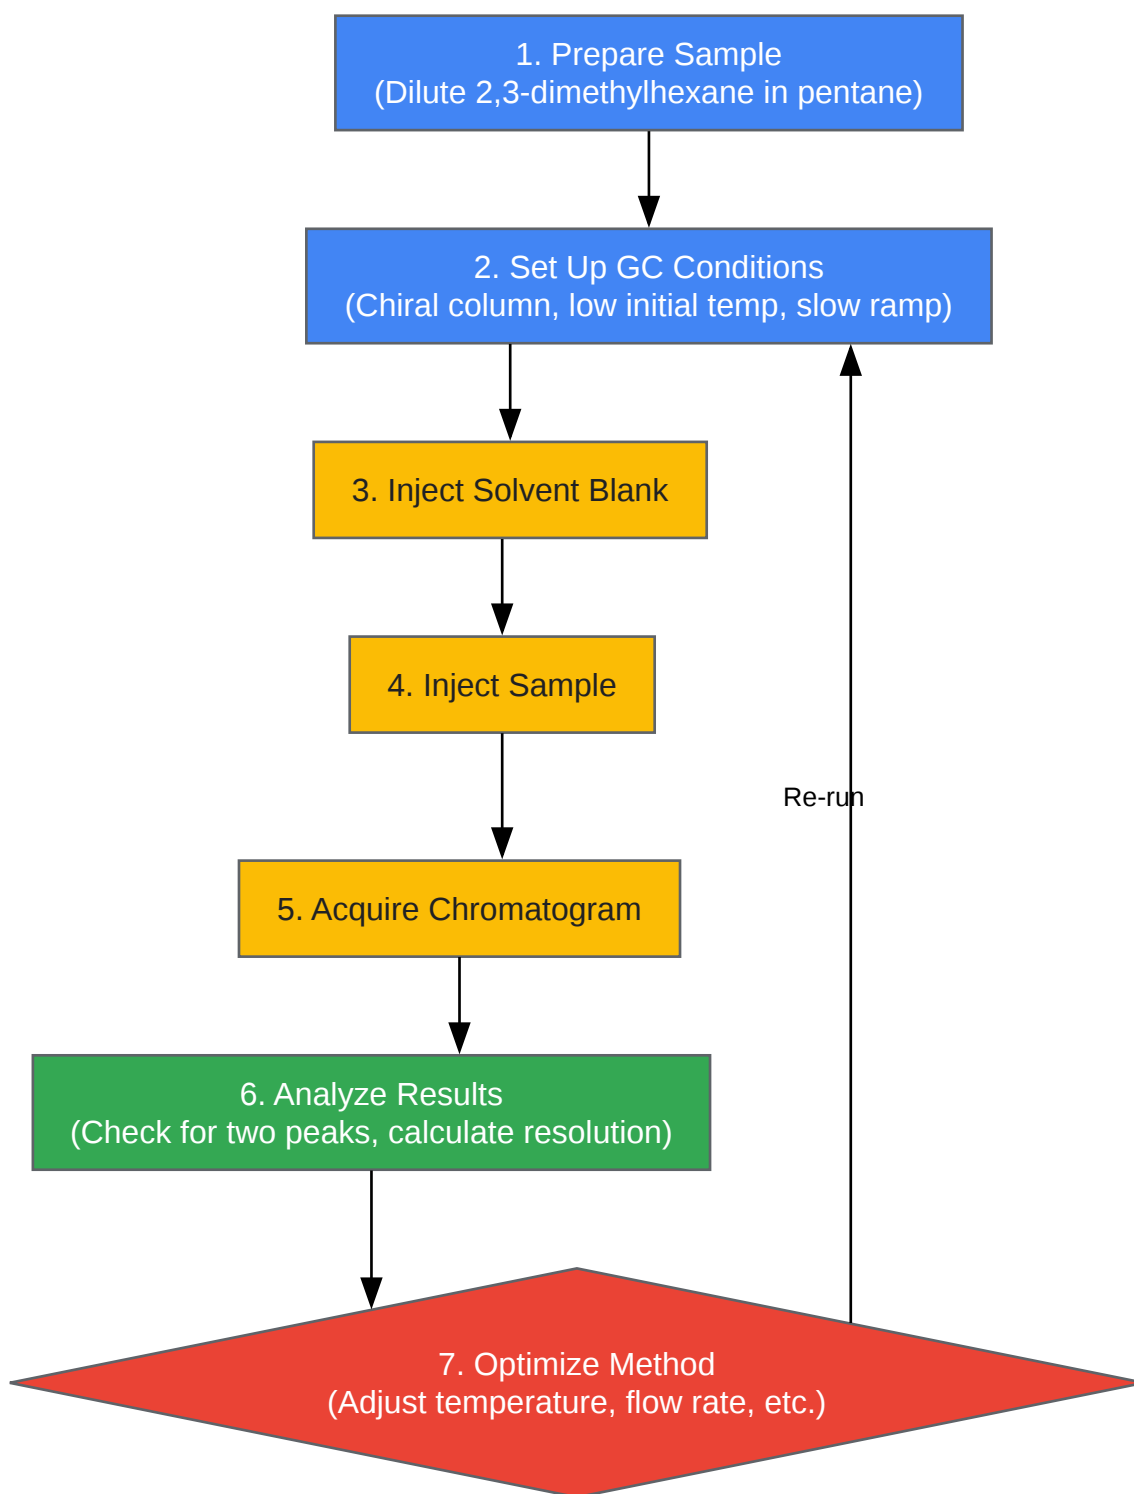 1. Prepare Sample
(Dilute 2,3-dimethylhexane in pentane)
2. Set Up GC Conditions
(Chiral column, low initial temp, slow ramp)
3. Inject Solvent Blank
4. Inject Sample
Re-run
5. Acquire Chromatogram
6. Analyze Results
(Check for two peaks, calculate resolution)
7. Optimize Method
(Adjust temperature, flow rate, etc.)